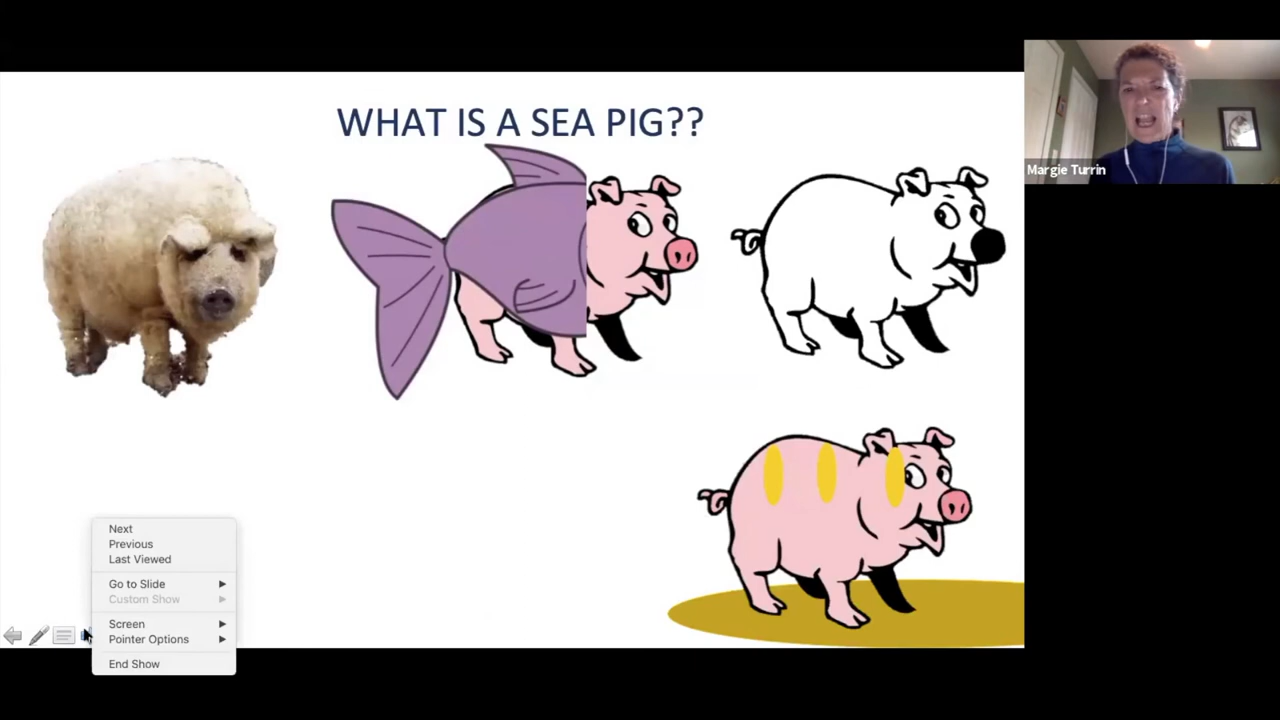 WHAT IS A SEA PIG??
Margie Turrin
Next
Previous
Last Viewed
Go to Slide
Custom Show
Screen
Pointer Options
End Show